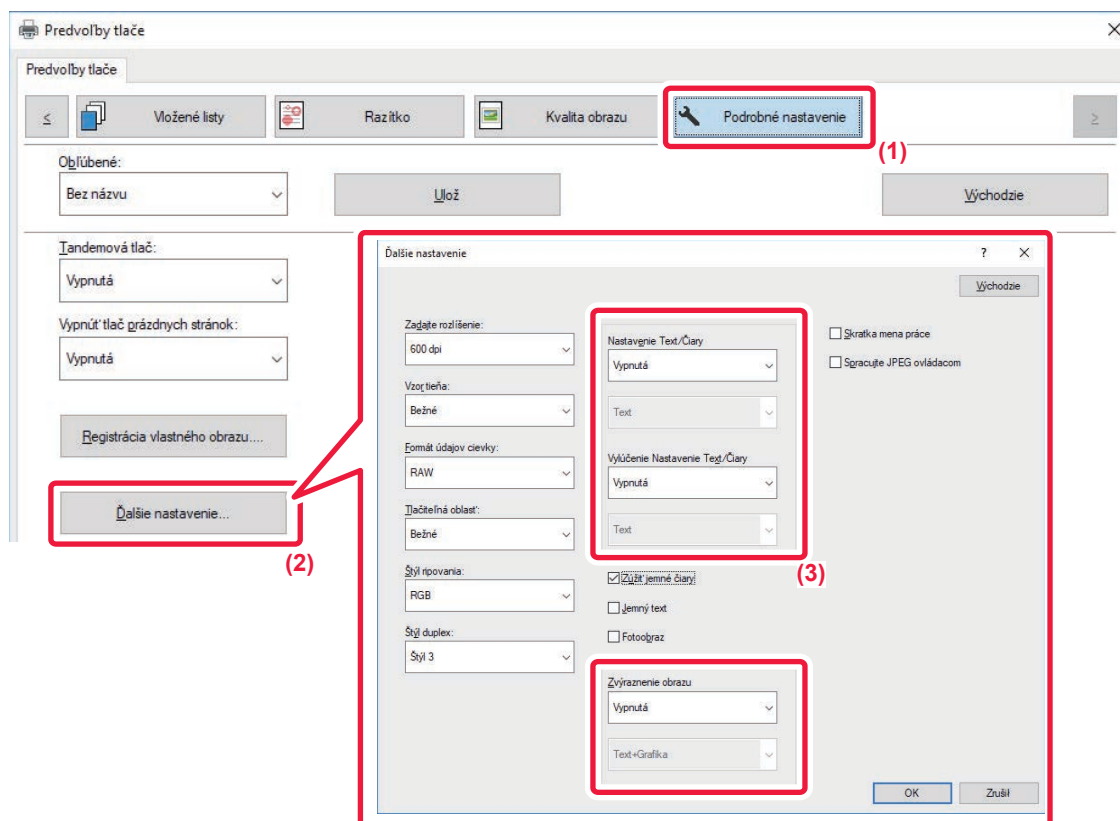 Predvoľby tlače
Predvoľby tlače
<
Vložené listy
Razítko
Kvalita obrazu
Podrobné nastavenie
>
(1)
Obľúbené:
Bez názvu
Ulož
Východzie
Tandemová tlač:
Vypnutá
Vypnúť tlač prázdnych stránok:
Vypnutá
Registrácia vlastného obrazu....
Ďalšie nastavenie...
(2)
Ďalšie nastavenie
?
Východzie
Zadajte rozlíšenie:
600 dpi
Vzor tieňa:
Bežné
Formát údajov cievky:
RAW
Tlačiteľná oblasť:
Bežné
Štýl ripovania:
RGB
Štýl duplex:
Štýl 3
Nastavenie Text/Čiary
Vypnutá
Text
Vylúčenie Nastavenie Text/Čiary
Vypnutá
Text
(3)
Zúžiť jemné čiary
Jemný text
Fotoobraz
Zvýraznenie obrazu
Vypnutá
Text+Grafika
Skratka mena práce
Spracujte JPEG ovládacom
OK
Zrušiť